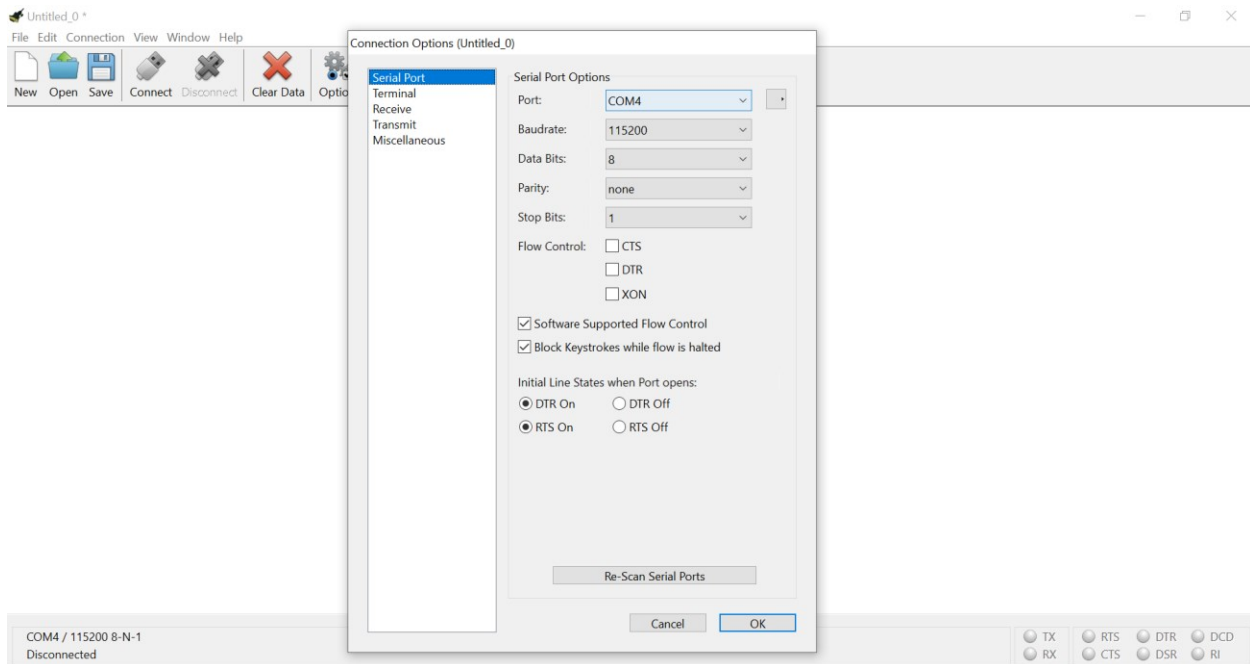 Untitled_0 *
File Edit Connection View Window Help
New Open Save Connect Disconnect Clear Data Optio
Connection Options (Untitled_0)
Serial Port
Terminal
Receive
Transmit
Miscellaneous
Serial Port Options
Port: COM4
Baudrate: 115200
Data Bits: 8
Parity: none
Stop Bits: 1
Flow Control: CTS
DTR
XON
Software Supported Flow Control
Block Keystrokes while flow is halted
Initial Line States when Port opens:
DTR On DTR Off
RTS On RTS Off
Re-Scan Serial Ports
Cancel OK
COM4 / 115200 8-N-1
Disconnected
TX RTS DTR DCD
RX CTS DSR RI